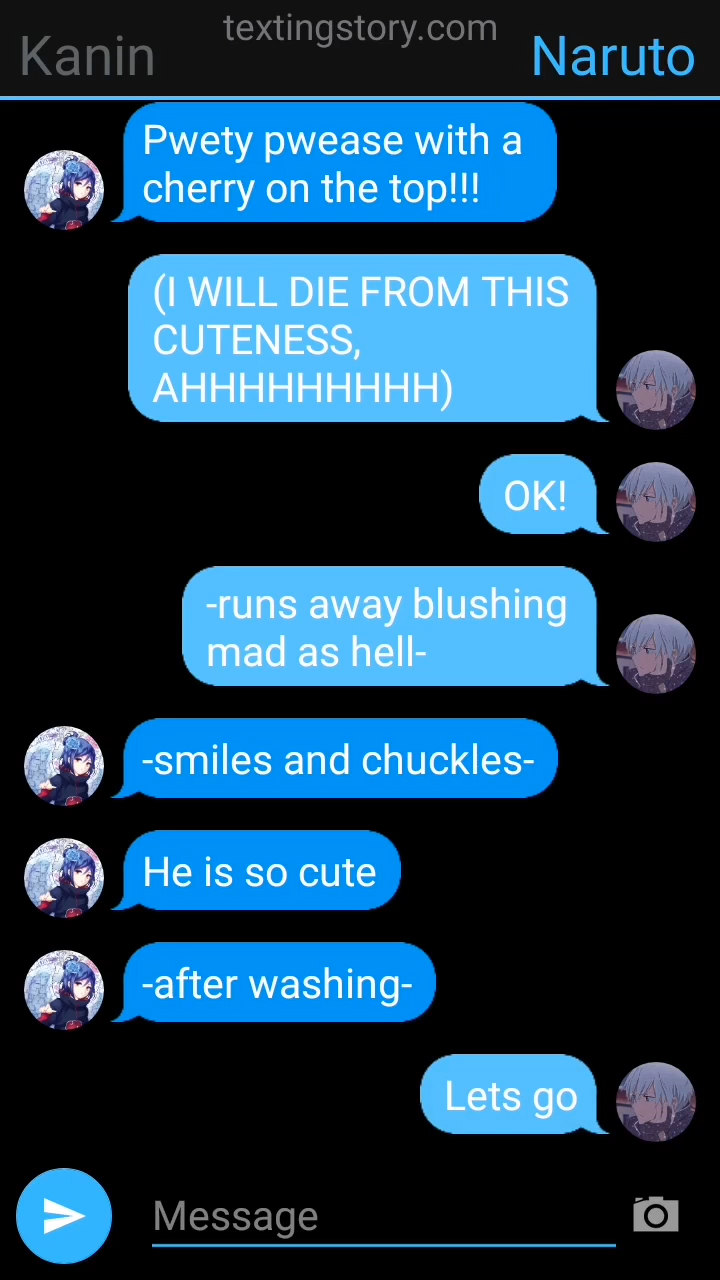 textingstory.com
Kanin
Naruto
Pwety pwease with a
cherry on the top!!!
(I WILL DIE FROM THIS
CUTENESS,
AHHHHHHHHH)
OK!
-runs away blushing
mad as hell-
-smiles and chuckles-
He is so cute
-after washing-
Lets go
Message